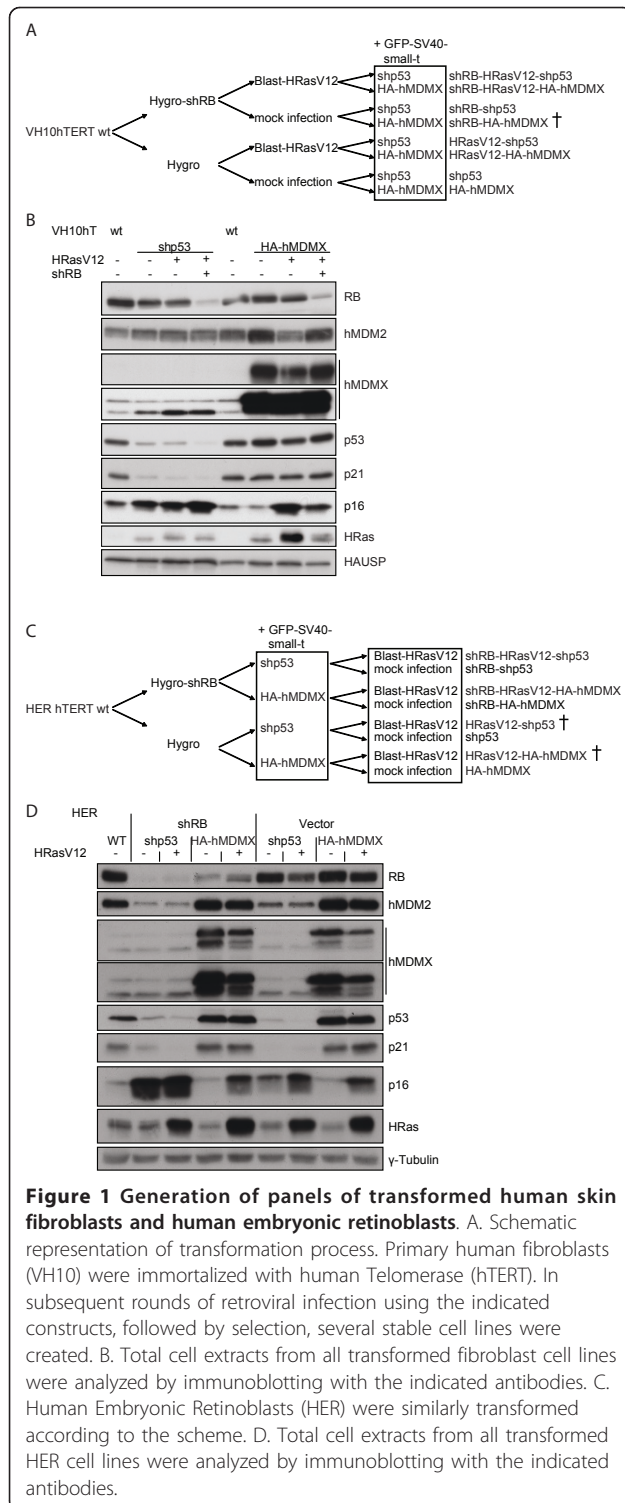 A
+ GFP-SV40-
small-t
VH10hTERT wt
Hygro-shRB
Hygro
Blast-HRasV12
mock infection
Blast-HRasV12
mock infection
shp53 shRB-HRasV12-shp53
HA-hMDMX shRB-HRasV12-HA-hMDMX
shp53 shRB-shp53
HA-hMDMX shRB-HA-hMDMX †
shp53 HRasV12-shp53
HA-hMDMX HRasV12-HA-hMDMX
shp53 shp53
HA-hMDMX HA-hMDMX
B
VH10hT wt wt
shp53 HA-hMDMX
HRasV12 - - + + - - + +
shRB + +
RB
hMDM2
hMDMX
p53
p21
p16
HRas
HAUSP
C
+ GFP-SV40-
small-t
HER hTERT wt
Hygro-shRB
Hygro
shp53
HA-hMDMX
shp53
HA-hMDMX
Blast-HRasV12 shRB-HRasV12-shp53
mock infection shRB-shp53
Blast-HRasV12 shRB-HRasV12-HA-hMDMX
mock infection shRB-HA-hMDMX
Blast-HRasV12 HRasV12-shp53 †
mock infection shp53
Blast-HRasV12 HRasV12-HA-hMDMX †
mock infection HA-hMDMX
D
HER
shRB Vector
WT shp53 HA-hMDMX shp53 HA-hMDMX
HRasV12 - - + - + - + - +
RB
hMDM2
hMDMX
p53
p21
p16
HRas
γ-Tubulin
Figure 1 Generation of panels of transformed human skin
fibroblasts and human embryonic retinoblasts. A. Schematic
representation of transformation process. Primary human fibroblasts
(VH10) were immortalized with human Telomerase (hTERT). In
subsequent rounds of retroviral infection using the indicated
constructs, followed by selection, several stable cell lines were
created. B. Total cell extracts from all transformed fibroblast cell lines
were analyzed by immunoblotting with the indicated antibodies. C.
Human Embryonic Retinoblasts (HER) were similarly transformed
according to the scheme. D. Total cell extracts from all transformed
HER cell lines were analyzed by immunoblotting with the indicated
antibodies.